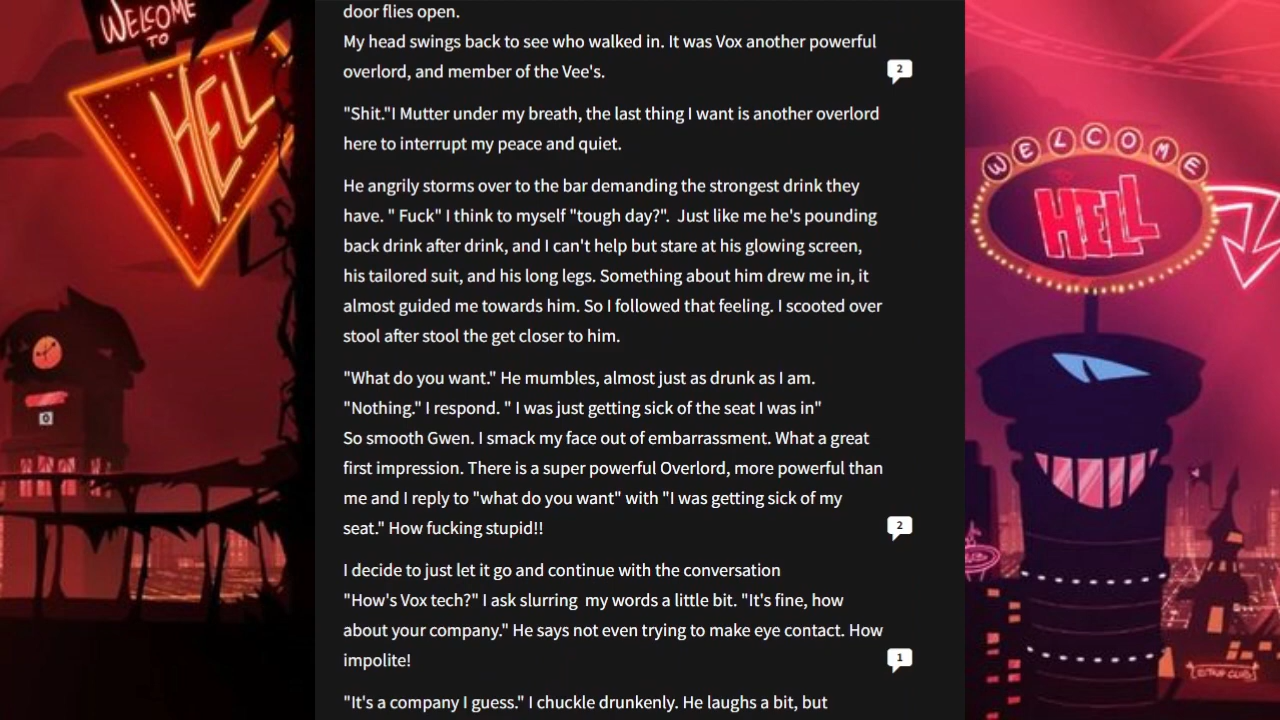 WELCOME
TO
HELL
door flies open.
My head swings back to see who walked in. It was Vox another powerful
overlord, and member of the Vee's.
2
"Shit."I Mutter under my breath, the last thing I want is another overlord
here to interrupt my peace and quiet.
He angrily storms over to the bar demanding the strongest drink they
have. " Fuck" I think to myself "tough day?".  Just like me he's pounding
back drink after drink, and I can't help but stare at his glowing screen,
his tailored suit, and his long legs. Something about him drew me in, it
almost guided me towards him. So I followed that feeling. I scooted over
stool after stool the get closer to him.
"What do you want." He mumbles, almost just as drunk as I am.
"Nothing." I respond. " I was just getting sick of the seat I was in"
So smooth Gwen. I smack my face out of embarrassment. What a great
first impression. There is a super powerful Overlord, more powerful than
me and I reply to "what do you want" with "I was getting sick of my
seat." How fucking stupid!!
2
I decide to just let it go and continue with the conversation
"How's Vox tech?" I ask slurring  my words a little bit. "It's fine, how
about your company." He says not even trying to make eye contact. How
impolite!
1
"It's a company I guess." I chuckle drunkenly. He laughs a bit, but
WELCOME
HELL